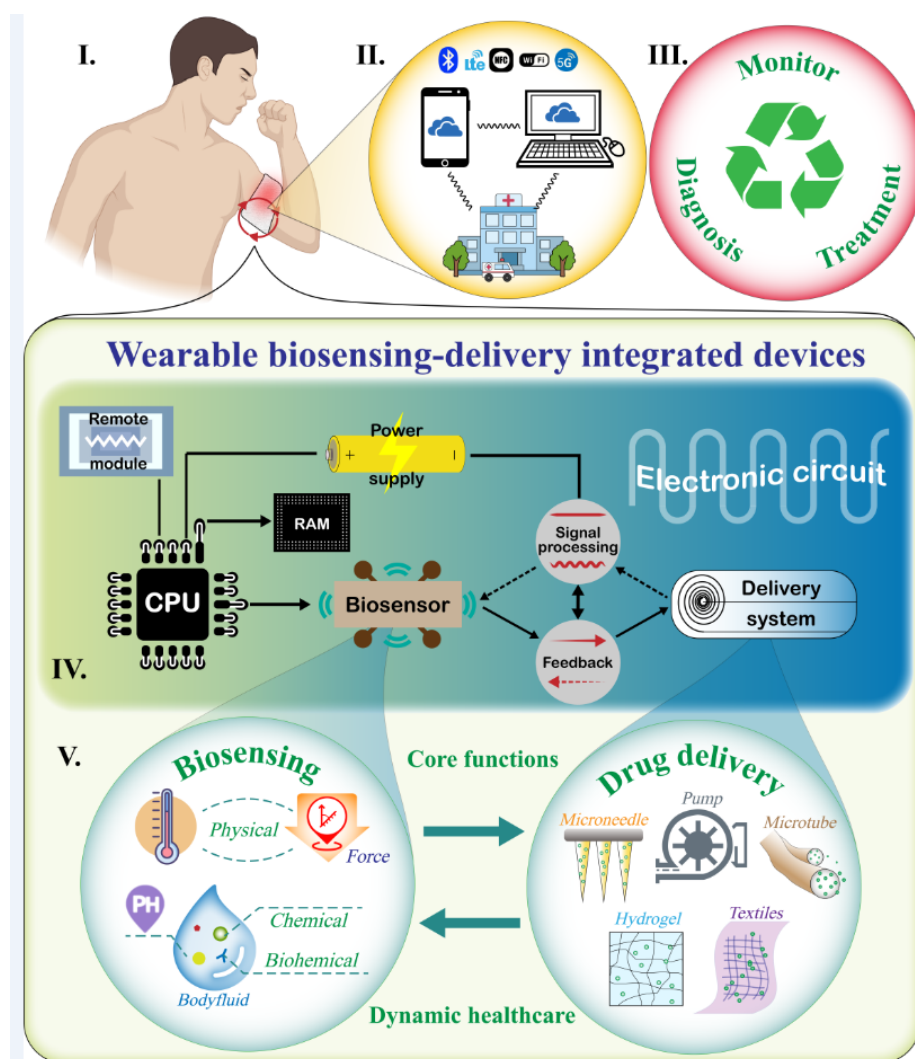 I.
II.
III.
lte
NFC
Wi Fi
5G
Monitor
Diagnosis
Treatment
Wearable biosensing-delivery integrated devices
Remote
module
Power
+ −
supply
Electronic circuit
RAM
CPU
Signal
processing
Biosensor
Delivery
system
Feedback
IV.
V.
Biosensing
Core functions
Drug delivery
Physical
Force
Microneedle
Pump
Microtube
PH
Chemical
Biohemical
Bodyfluid
Hydrogel
Textiles
Dynamic healthcare